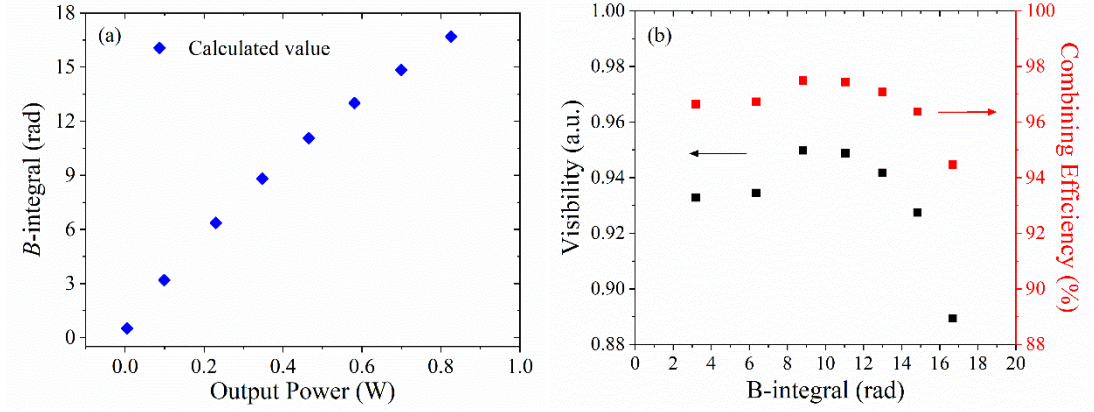 (a)
Calculated value
18
15
12
9
6
3
0
B-integral (rad)
0.0 0.2 0.4 0.6 0.8 1.0
Output Power (W)
(b)
1.00
0.98
0.96
0.94
0.92
0.90
0.88
Visibility (a.u.)
100
98
96
94
92
90
88
Combining Efficiency (%)
0 2 4 6 8 10 12 14 16 18 20
B-integral (rad)